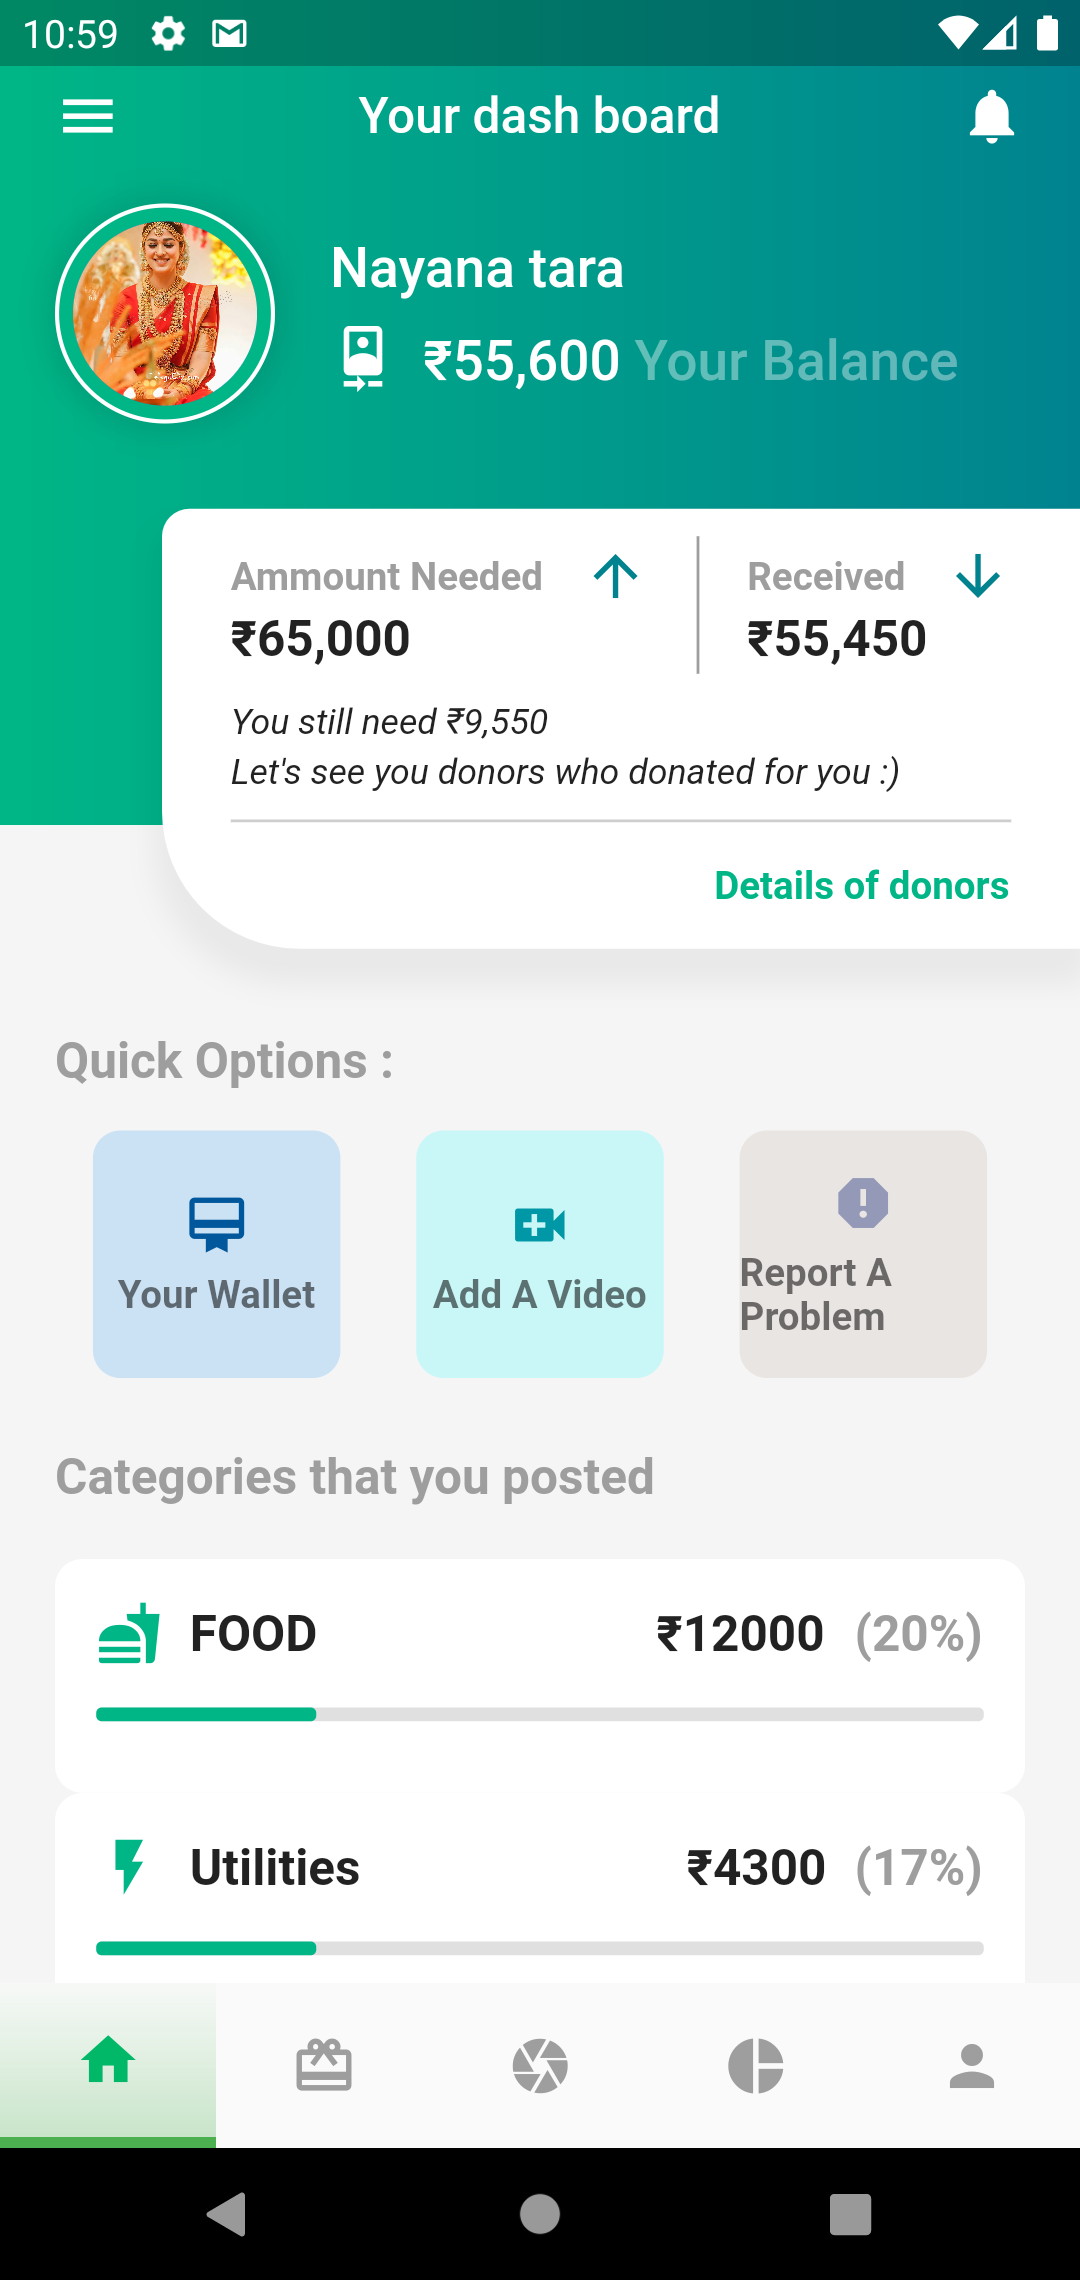 10:59
Your dash board
Nayana tara
₹55,600 Your Balance
Ammount Needed
₹65,000
Received
₹55,450
You still need ₹9,550
Let's see you donors who donated for you :)
Details of donors
Quick Options :
Your Wallet
Add A Video
Report A
Problem
Categories that you posted
FOOD ₹12000 (20%)
Utilities ₹4300 (17%)